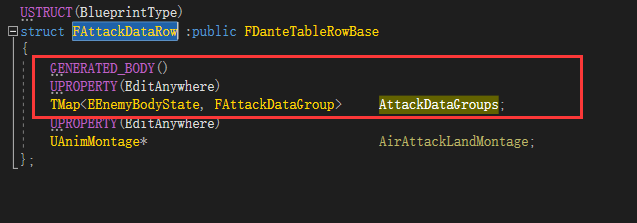 USTRUCT(BlueprintType)
struct FAttackDataRow :public FDanteTableRowBase
{
GENERATED_BODY()
UPROPERTY(EditAnywhere)
TMap<EEnemyBodyState, FAttackDataGroup> AttackDataGroups;
UPROPERTY(EditAnywhere)
UAnimMontage* AirAttackLandMontage;
};